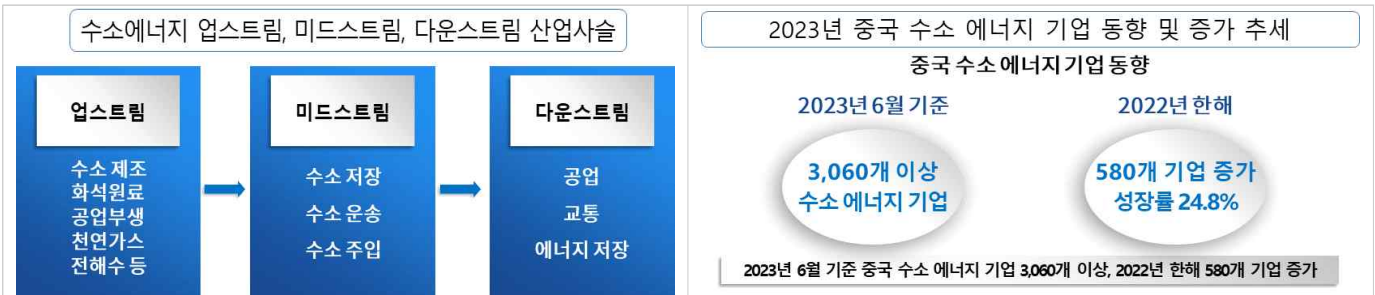 수소에너지 업스트림, 미드스트림, 다운스트림 산업사슬
업스트림
수소 제조
화석원료
공업부생
천연가스
전해수 등
미드스트림
수소 저장
수소 운송
수소 주입
다운스트림
공업
교통
에너지 저장
2023년 중국 수소 에너지 기업 동향 및 증가 추세
중국 수소 에너지 기업 동향
2023년 6월 기준
3,060개 이상
수소 에너지 기업
2022년 한해
580개 기업 증가
성장률 24.8%
2023년 6월 기준 중국 수소 에너지 기업 3,060개 이상, 2022년 한해 580개 기업 증가